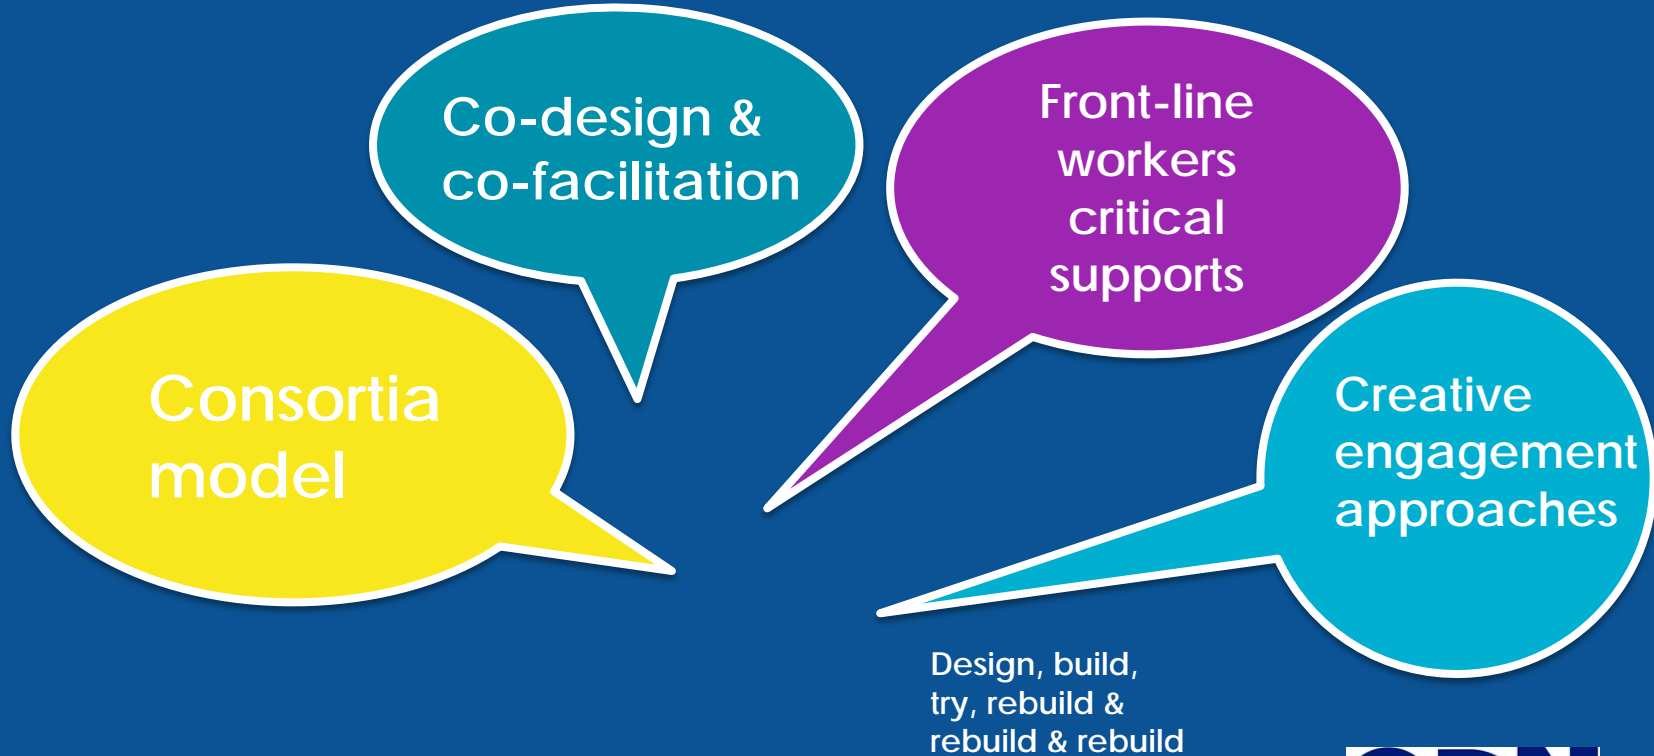 Co-design &
co-facilitation
Front-line
workers
critical
supports
Consortia
model
Creative
engagement
approaches
Design, build,
try, rebuild &
rebuild & rebuild